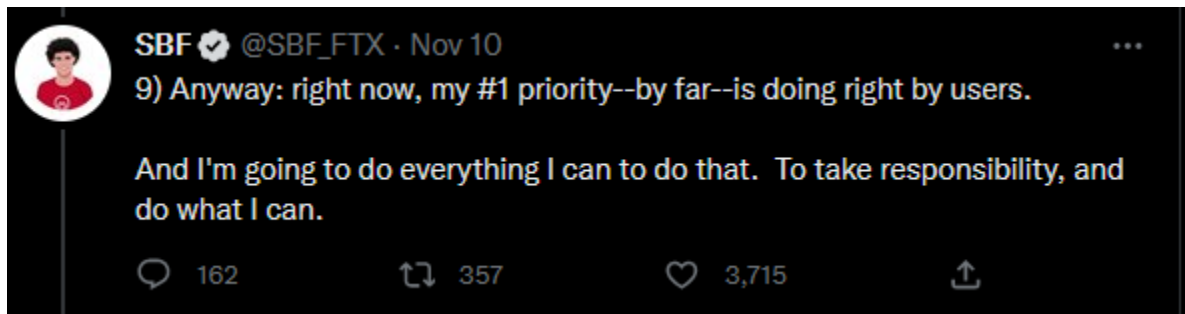 SBF @SBF_FTX · Nov 10
9) Anyway: right now, my #1 priority--by far--is doing right by users.
And I'm going to do everything I can to do that.  To take responsibility, and
do what I can.
162 357 3,715